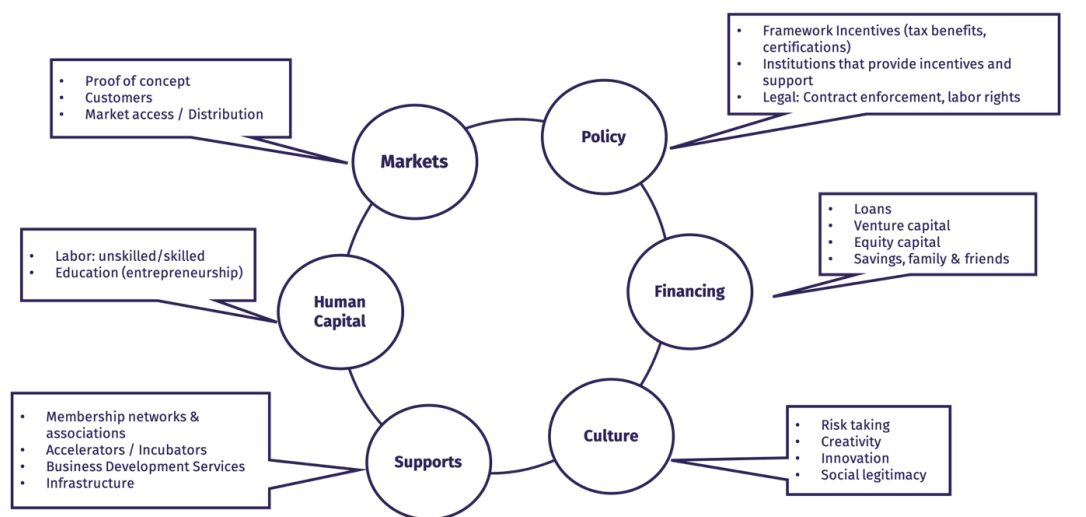 • Framework Incentives (tax benefits,
certifications)
• Institutions that provide incentives and
support
• Legal: Contract enforcement, labor rights
• Proof of concept
• Customers
• Market access / Distribution
Policy
Markets
• Loans
• Venture capital
• Equity capital
• Savings, family & friends
• Labor: unskilled/skilled
• Education (entrepreneurship)
Financing
Human
Capital
• Membership networks &
associations
• Accelerators / Incubators
• Business Development Services
• Infrastructure
Supports
Culture
• Risk taking
• Creativity
• Innovation
• Social legitimacy